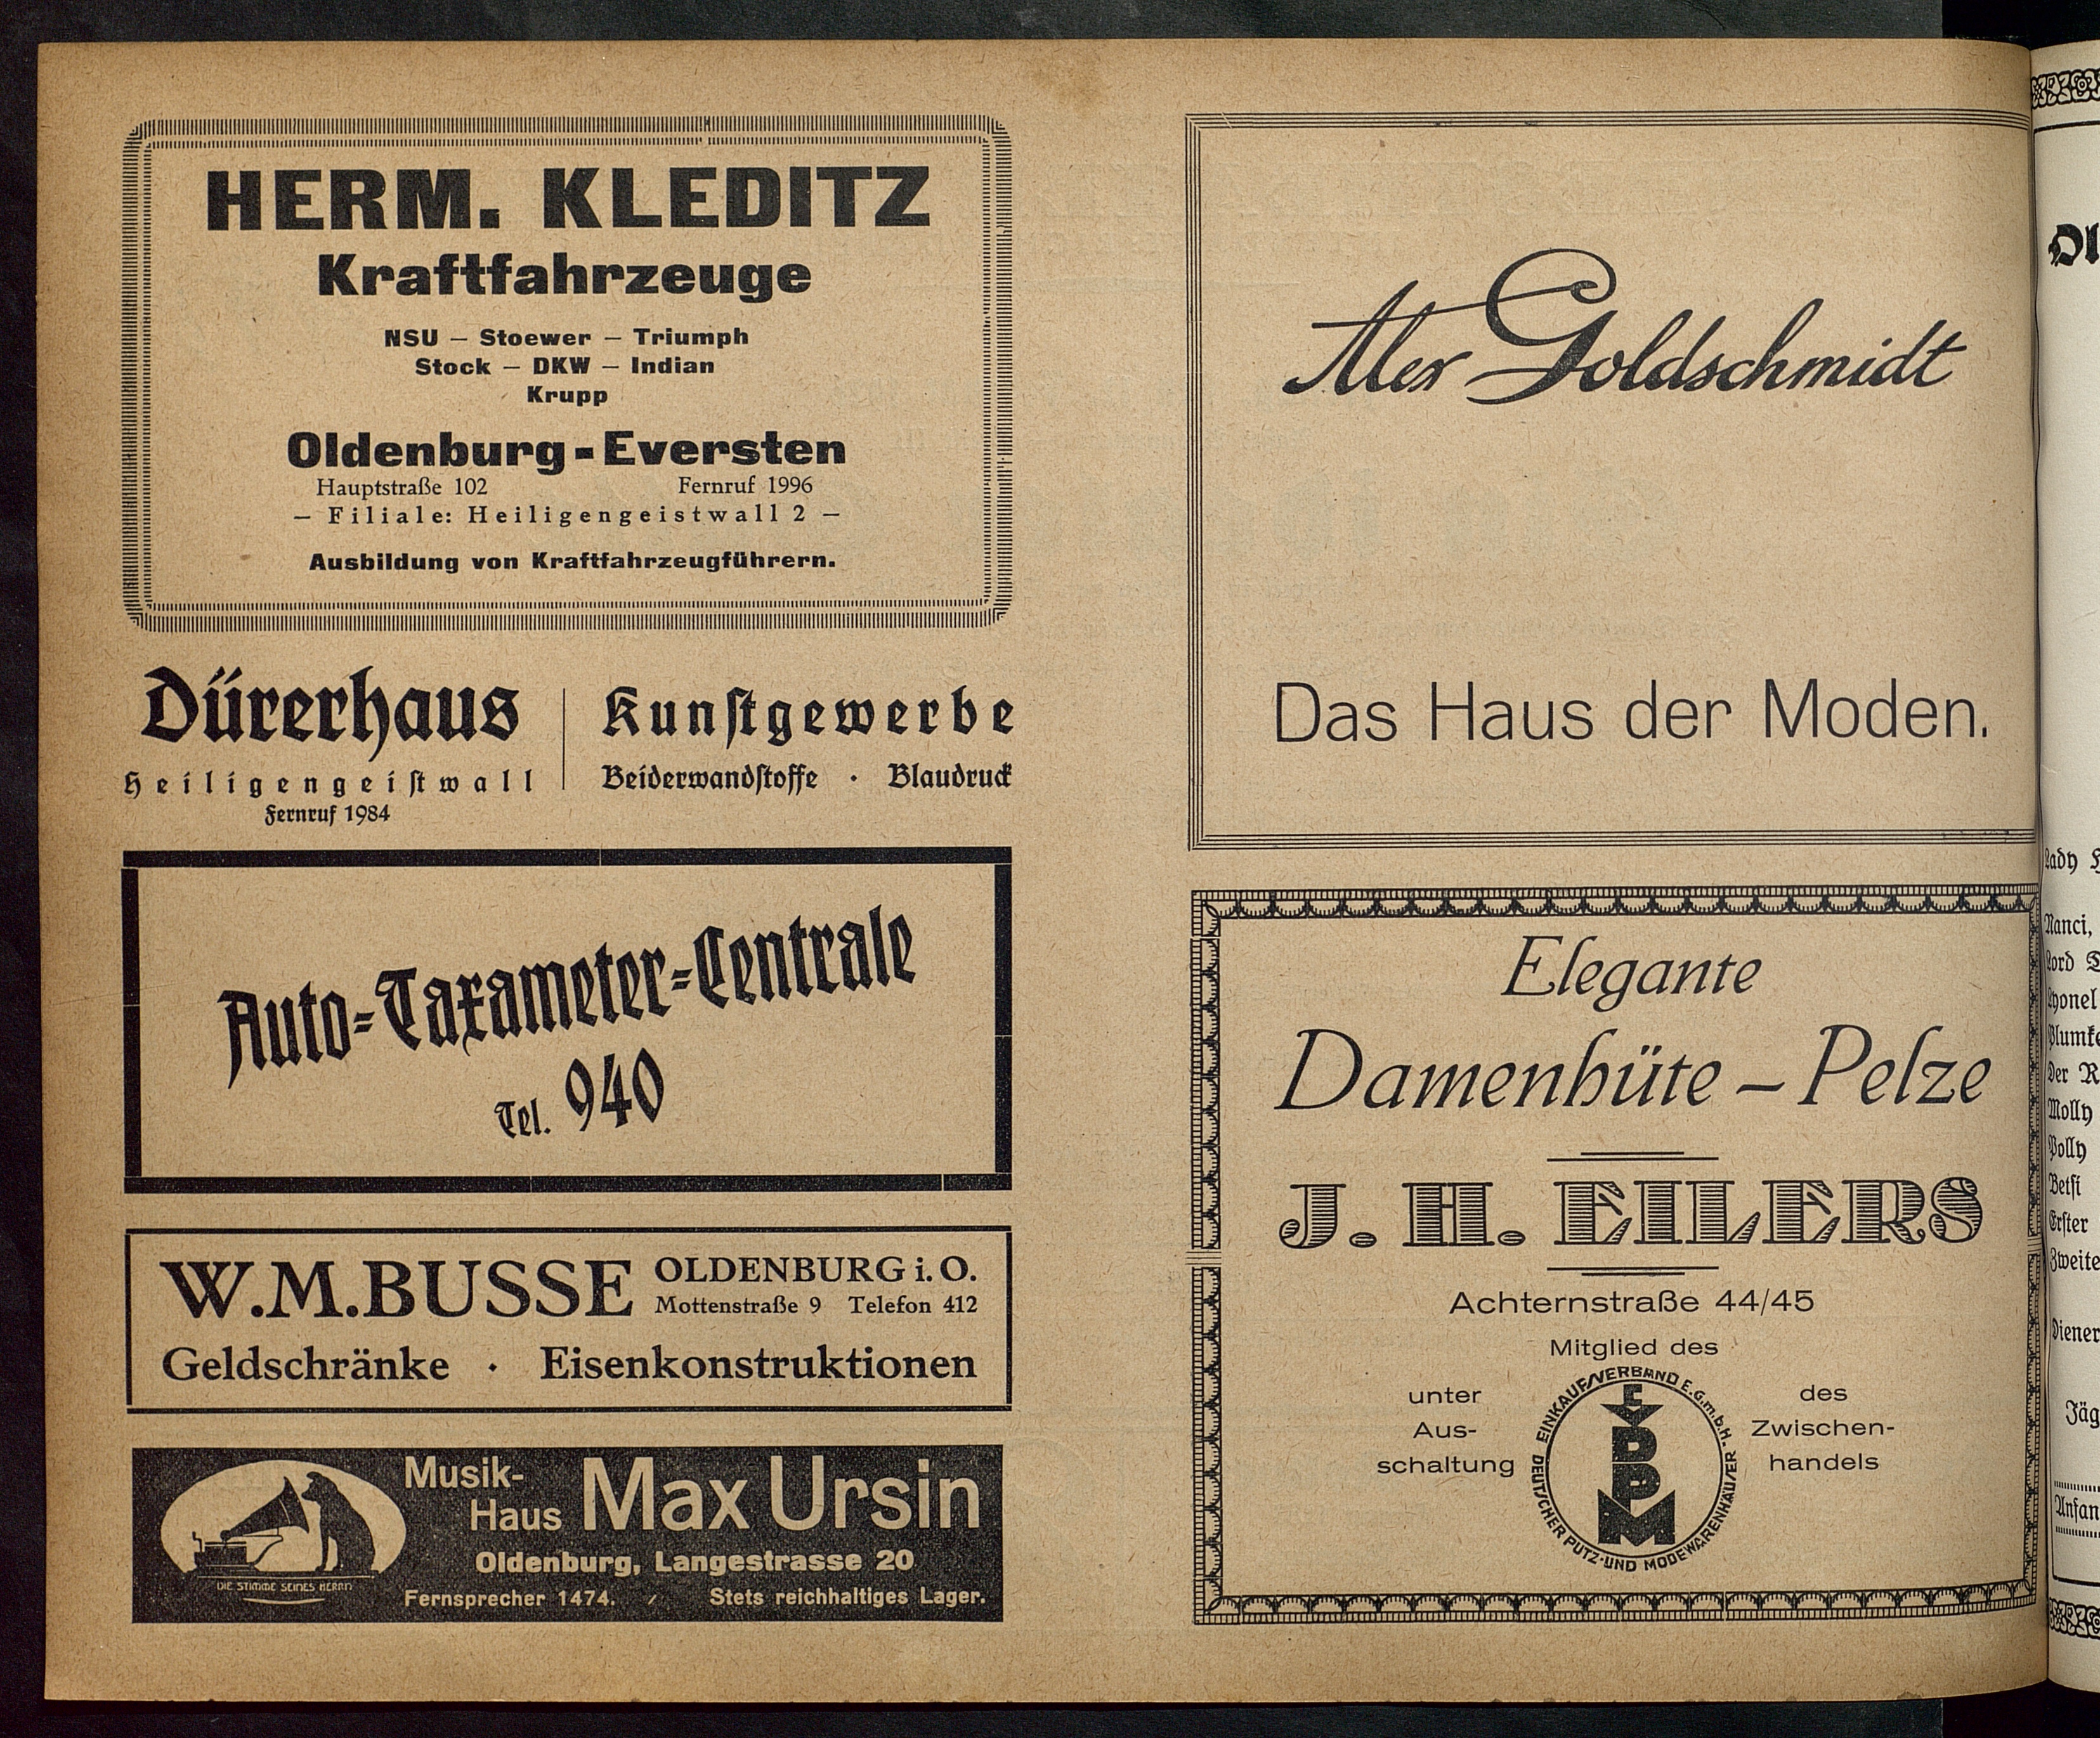 HERM. KLEDITZ
Kraftfahrzeuge
NSU – Stoewer – Triumph
Stock – DKW – Indian
Krupp
Oldenburg-Eversten
Hauptstraße 102 Fernruf 1996
– Filiale: Heiligengeistwall 2 –
Ausbildung von Kraftfahrzeugführern.
Dürerhaus
Heiligengeistwall
Fernruf 1984
Kunstgewerbe
Beiderwandstoffe · Blaudruck
Auto-Taxameter-Centrale
Tel. 940
W.M.BUSSE OLDENBURG i. O.
Mottenstraße 9 Telefon 412
Geldschränke · Eisenkonstruktionen
Musik-
Haus Max Ursin
Oldenburg, Langestrasse 20
Fernsprecher 1474. / Stets reichhaltiges Lager.
DIE STIMME SEINES HERRN
Alex Goldschmidt
Das Haus der Moden.
Elegante
Damenhüte – Pelze
J. H. EILERS
Achternstraße 44/45
Mitglied des
unter
Aus-
schaltung
EINKAUFSVERBAND E.G.m.b.H.
DEUTSCHER PUTZ-UND MODEWARENHÄUSER
EVDPM
des
Zwischen-
handels
Ol
Lady H
Nanci,
Lord T
Lyonel
Plumke
Der R
Molly
Polly
Betsi
Erster
Zweite
Diener
Jäg
Anfan